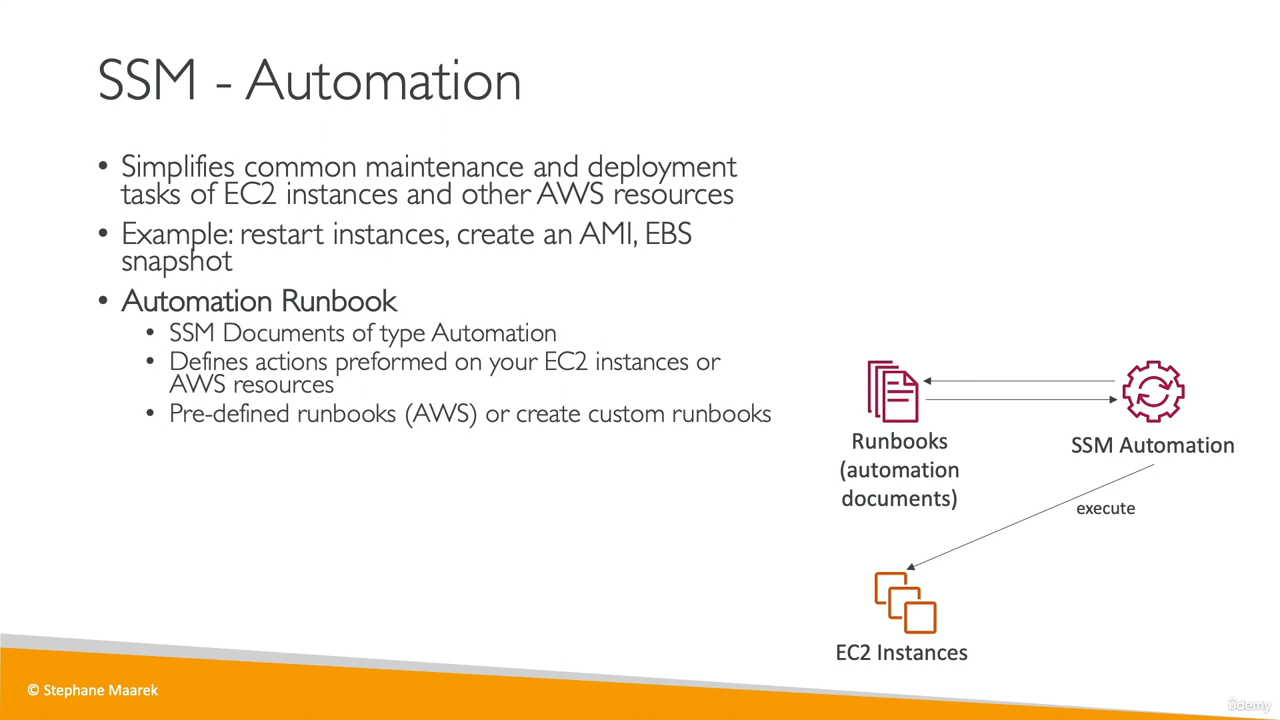 SSM - Automation
• Simplifies common maintenance and deployment
tasks of EC2 instances and other AWS resources
• Example: restart instances, create an AMI, EBS
snapshot
• Automation Runbook
• SSM Documents of type Automation
• Defines actions preformed on your EC2 instances or
AWS resources
• Pre-defined runbooks (AWS) or create custom runbooks
Runbooks
(automation
documents)
SSM Automation
execute
EC2 Instances
© Stephane Maarek
ûdemy